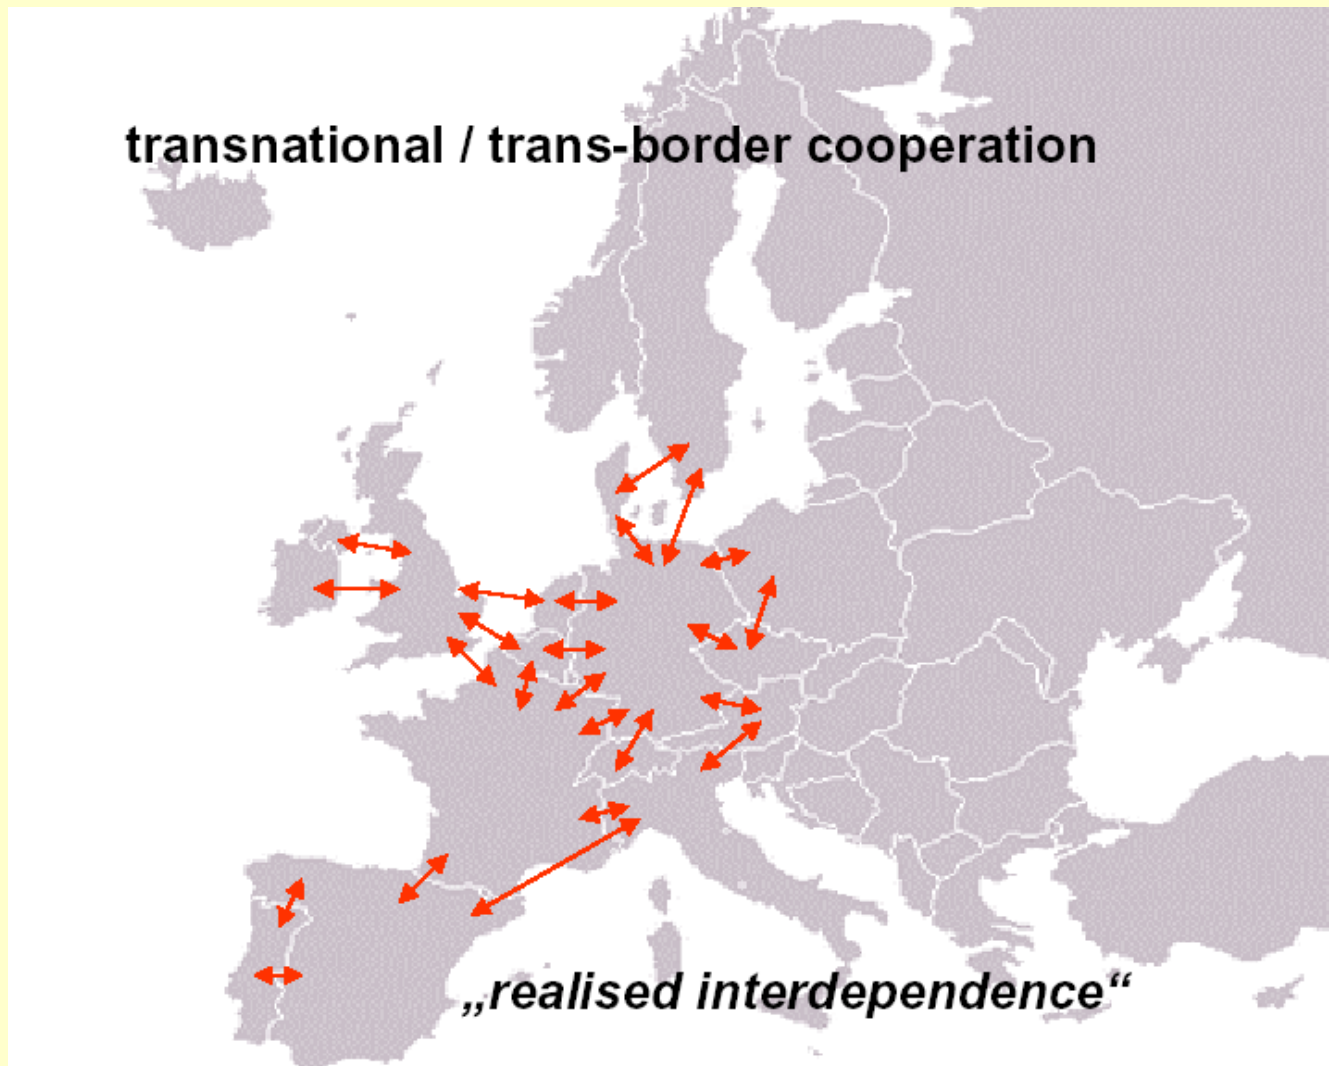 transnational / trans-border cooperation
„realised interdependence“